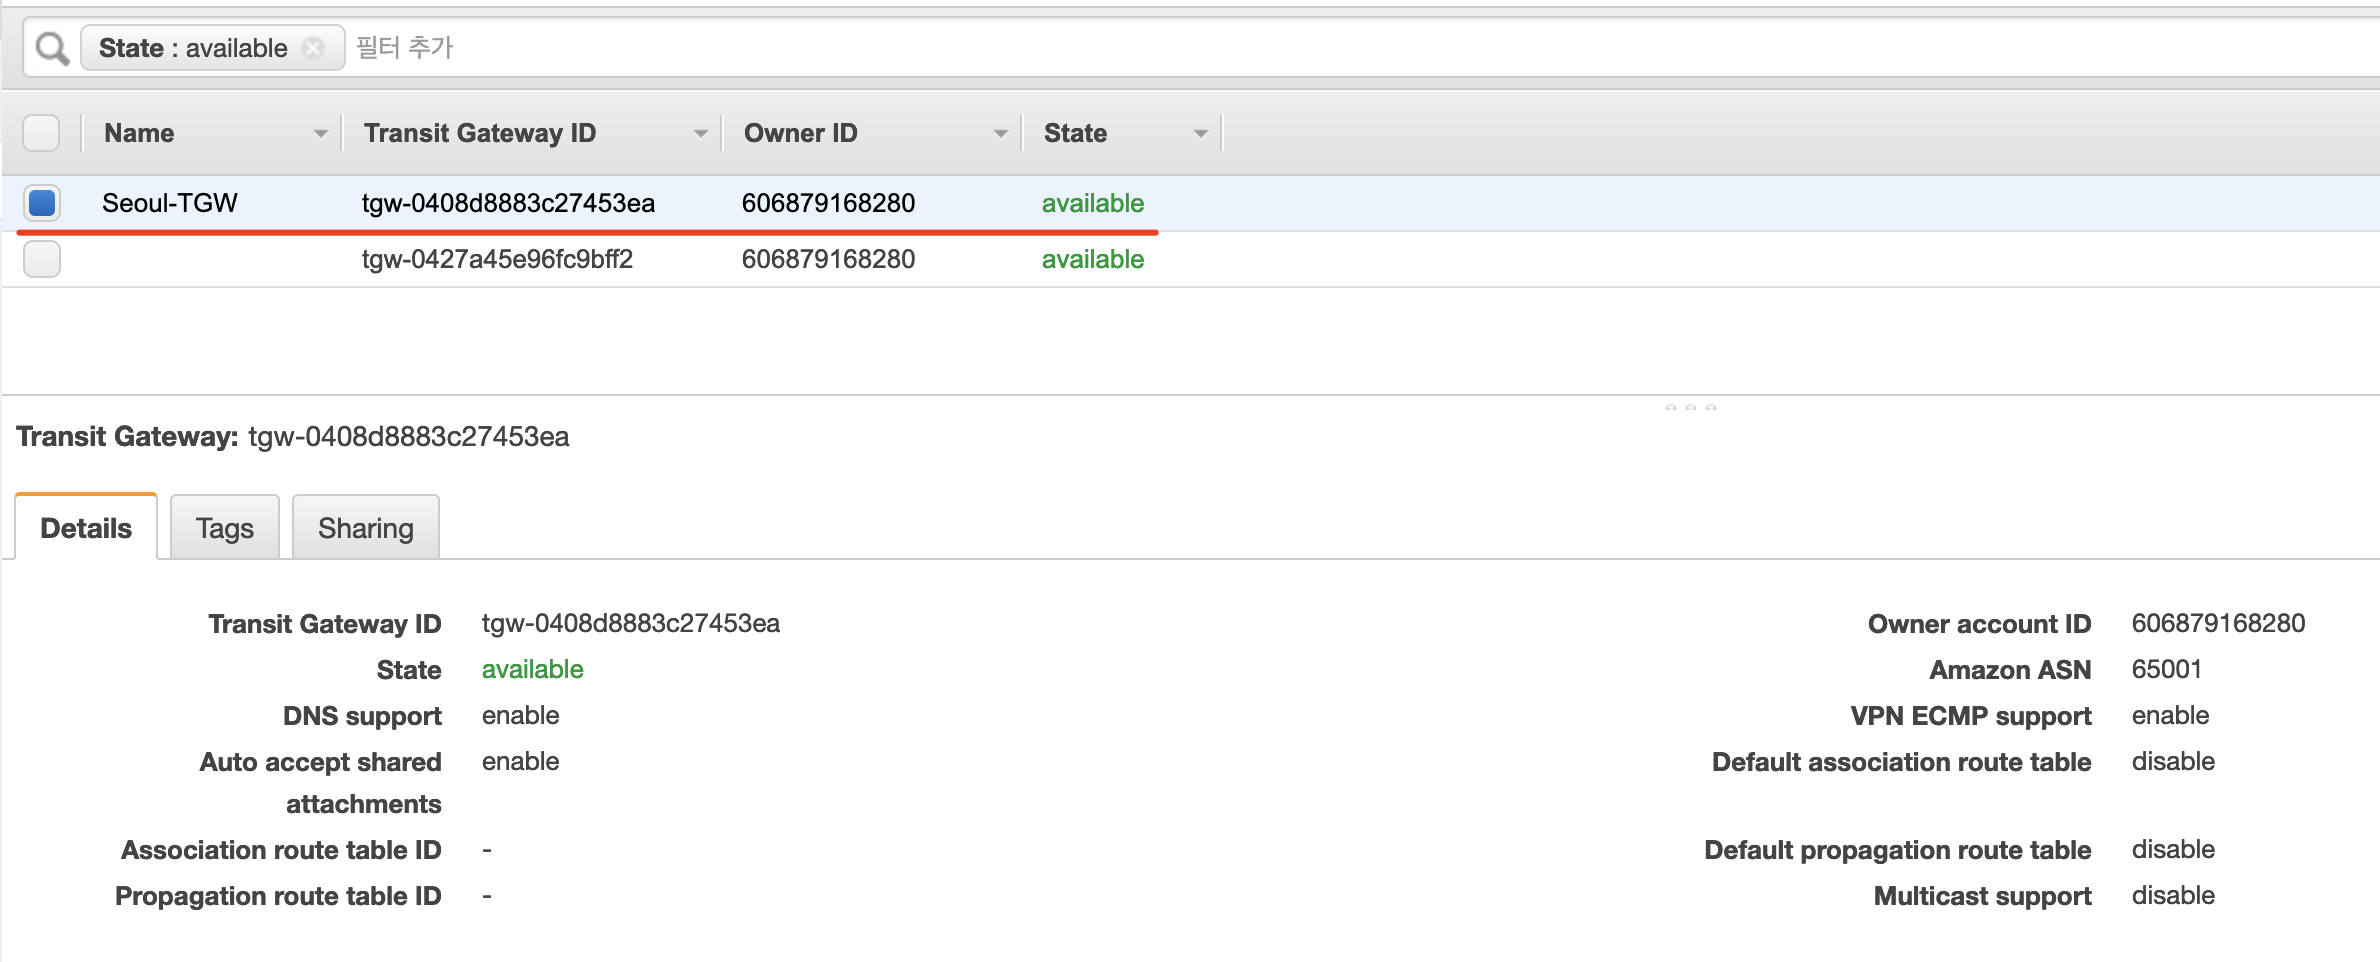 State : available 필터 추가
Name Transit Gateway ID Owner ID State
Seoul-TGW tgw-0408d8883c27453ea 606879168280 available
tgw-0427a45e96fc9bff2 606879168280 available
Transit Gateway: tgw-0408d8883c27453ea
Details Tags Sharing
Transit Gateway ID tgw-0408d8883c27453ea Owner account ID 606879168280
State available Amazon ASN 65001
DNS support enable VPN ECMP support enable
Auto accept shared enable Default association route table disable
attachments
Association route table ID - Default propagation route table disable
Propagation route table ID - Multicast support disable